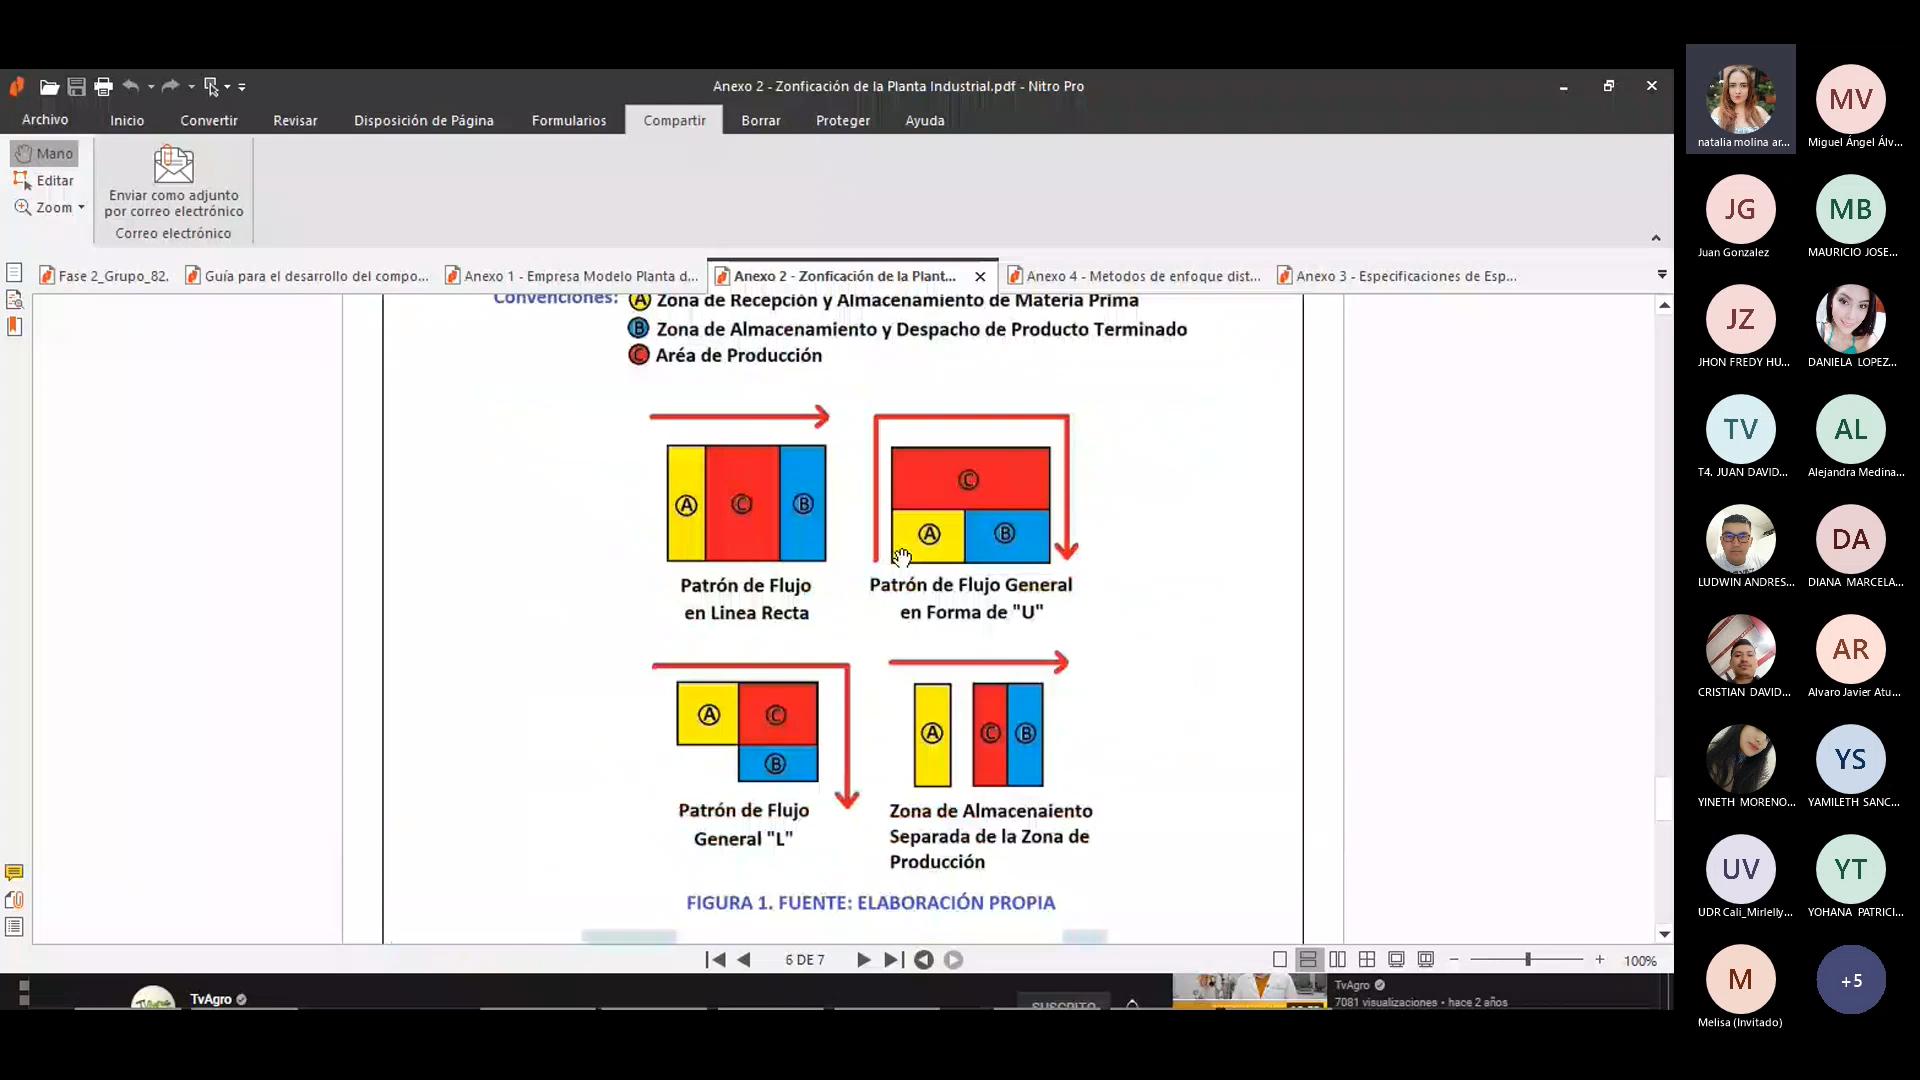 Anexo 2 - Zonficación de la Planta Industrial.pdf - Nitro Pro
Archivo
Inicio
Convertir
Revisar
Disposición de Página
Formularios
Compartir
Borrar
Proteger
Ayuda
Mano
Editar
Zoom
Enviar como adjunto
por correo electrónico
Correo electrónico
Fase 2_Grupo_82.
Guía para el desarrollo del compo...
Anexo 1 - Empresa Modelo Planta d...
Anexo 2 - Zonficación de la Plant...
Anexo 4 - Metodos de enfoque dist...
Anexo 3 - Especificaciones de Esp...
Convenciones: A Zona de Recepción y Almacenamiento de Materia Prima
B Zona de Almacenamiento y Despacho de Producto Terminado
C Aréa de Producción
A C B
C
A B
Patrón de Flujo
en Linea Recta
Patrón de Flujo General
en Forma de "U"
A C
B
A C B
Patrón de Flujo
General "L"
Zona de Almacenaiento
Separada de la Zona de
Producción
FIGURA 1. FUENTE: ELABORACIÓN PROPIA
6 DE 7
100%
TvAgro
SUSCRITO
TvAgro
7081 visualizaciones • hace 2 años
natalia molina ar...
MV
Miguel Ángel Álv...
JG
Juan Gonzalez
MB
MAURICIO JOSE...
JZ
JHON FREDY HU...
DANIELA LOPEZ...
TV
T4. JUAN DAVID...
AL
Alejandra Medina...
LUDWIN ANDRES...
DA
DIANA MARCELA...
CRISTIAN DAVID...
AR
Alvaro Javier Atu...
YINETH MORENO...
YS
YAMILETH SANC...
UV
UDR Cali_Mirlelly...
YT
YOHANA PATRICI...
M
Melisa (Invitado)
+5